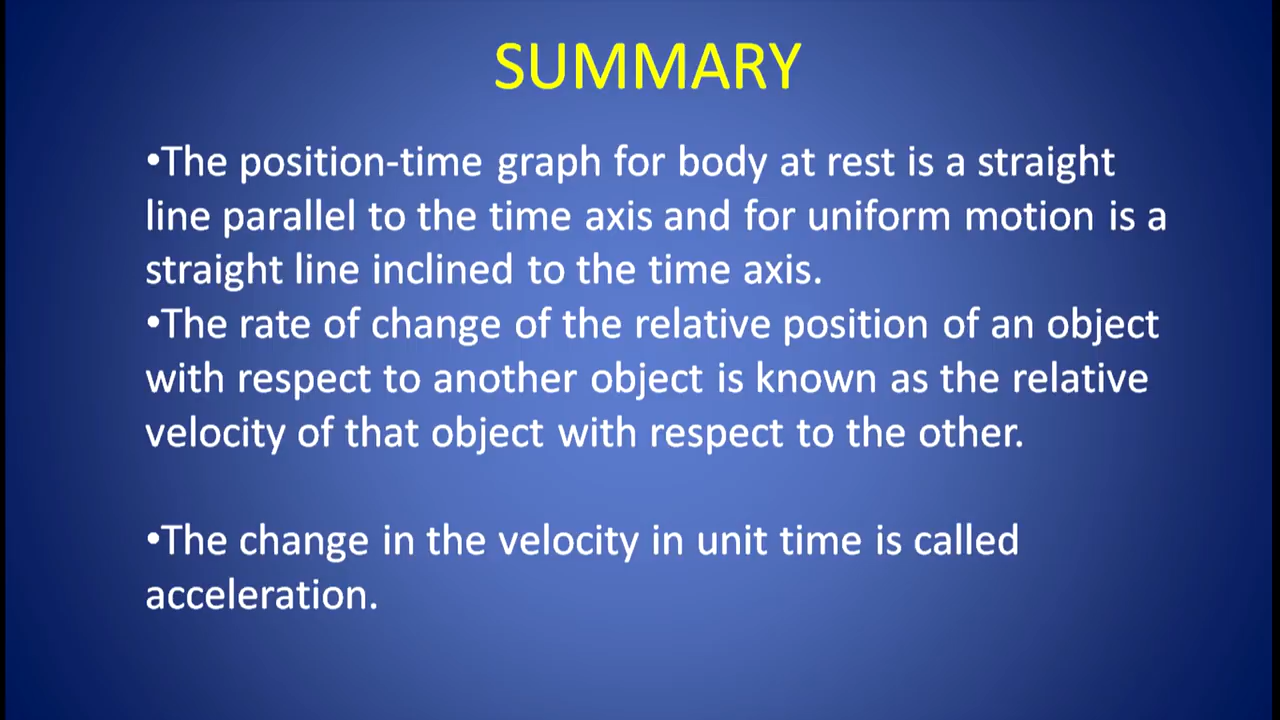 SUMMARY
•The position-time graph for body at rest is a straight
line parallel to the time axis and for uniform motion is a
straight line inclined to the time axis.
•The rate of change of the relative position of an object
with respect to another object is known as the relative
velocity of that object with respect to the other.
•The change in the velocity in unit time is called
acceleration.